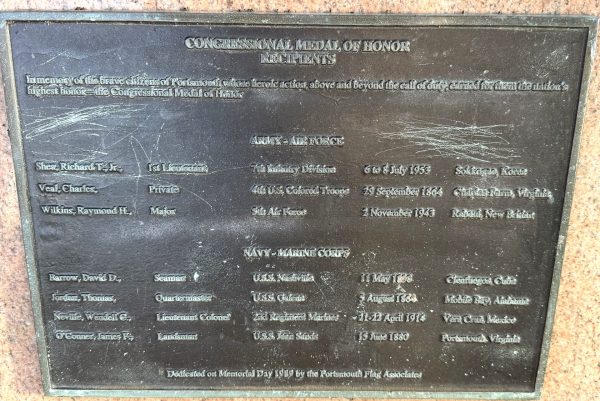 CONGRESSIONAL MEDAL OF HONOR
RECIPIENTS
In memory of the brave citizens of Portsmouth whose heroic action, above and beyond the call of duty, earned for them the nation's
highest honor—the Congressional Medal of Honor
ARMY - AIR FORCE
Shea, Richard T., Jr., 1st Lieutenant 7th Infantry Division 6 to 8 July 1953 Sokkogae, Korea
Veal, Charles, Private 4th U.S. Colored Troops 29 September 1864 Chapins Farm, Virginia
Wilkins, Raymond H., Major 5th Air Force 2 November 1943 Rabaul, New Britain
NAVY - MARINE CORPS
Barrow, David D., Seaman U.S.S. Nashville 11 May 1898 Cienfuegos, Cuba
Jordan, Thomas, Quartermaster U.S.S. Galena 5 August 1864 Mobile Bay, Alabama
Neville, Wendell C., Lieutenant Colonel 2nd Regiment Marines 21-22 April 1914 Vera Cruz, Mexico
O'Conner, James F., Landsman U.S.S. Jean Sands 15 June 1880 Portsmouth, Virginia
Dedicated on Memorial Day 1989 by the Portsmouth Flag Associates